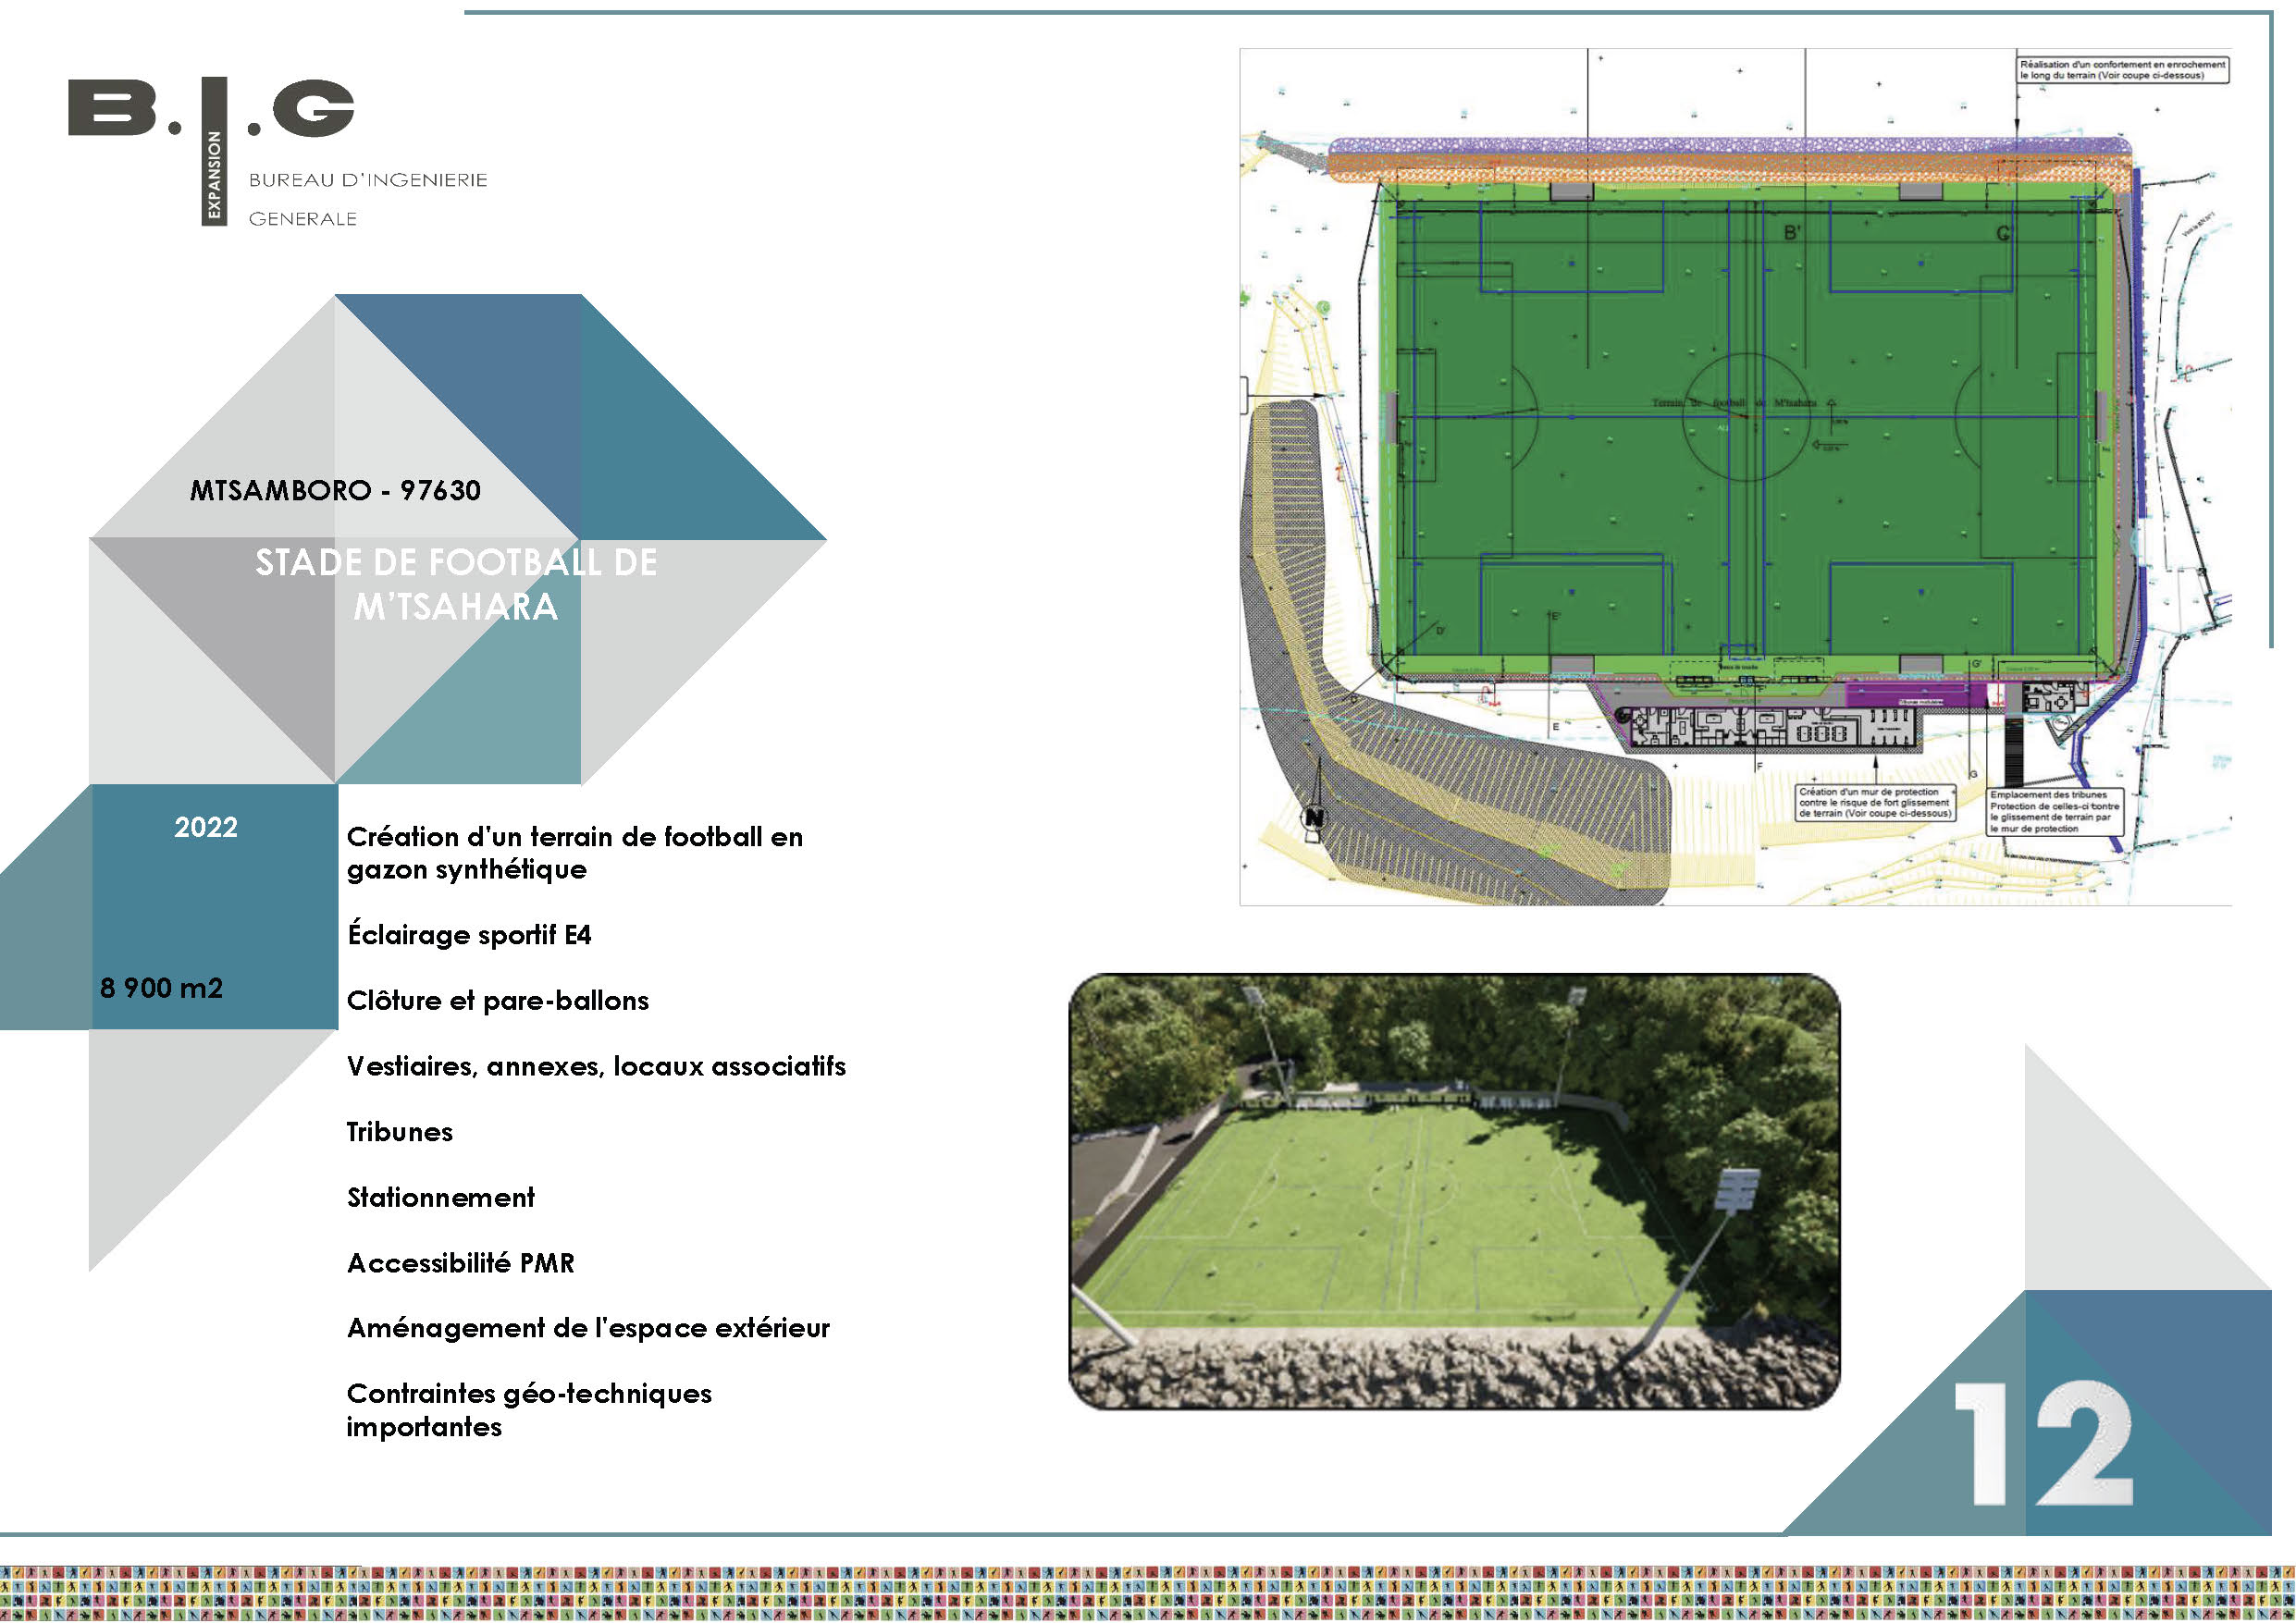 B.I.G
EXPANSION
BUREAU D'INGENIERIE
GENERALE
MTSAMBORO - 97630
STADE DE FOOTBALL DE
M'TSAHARA
2022
8 900 m2
Création d'un terrain de football en
gazon synthétique
Éclairage sportif E4
Clôture et pare-ballons
Vestiaires, annexes, locaux associatifs
Tribunes
Stationnement
Accessibilité PMR
Aménagement de l'espace extérieur
Contraintes géo-techniques
importantes
Réalisation d'un confortement en enrochement
le long du terrain (Voir coupe ci-dessous)
B'
Terrain de football de M'tsahara
E'
D'
G'
E
F
G
N
Création d'un mur de protection
contre le risque de fort glissement
de terrain (Voir coupe ci-dessous)
Emplacement des tribunes
Protection de celles-ci contre
le glissement de terrain par
le mur de protection
12